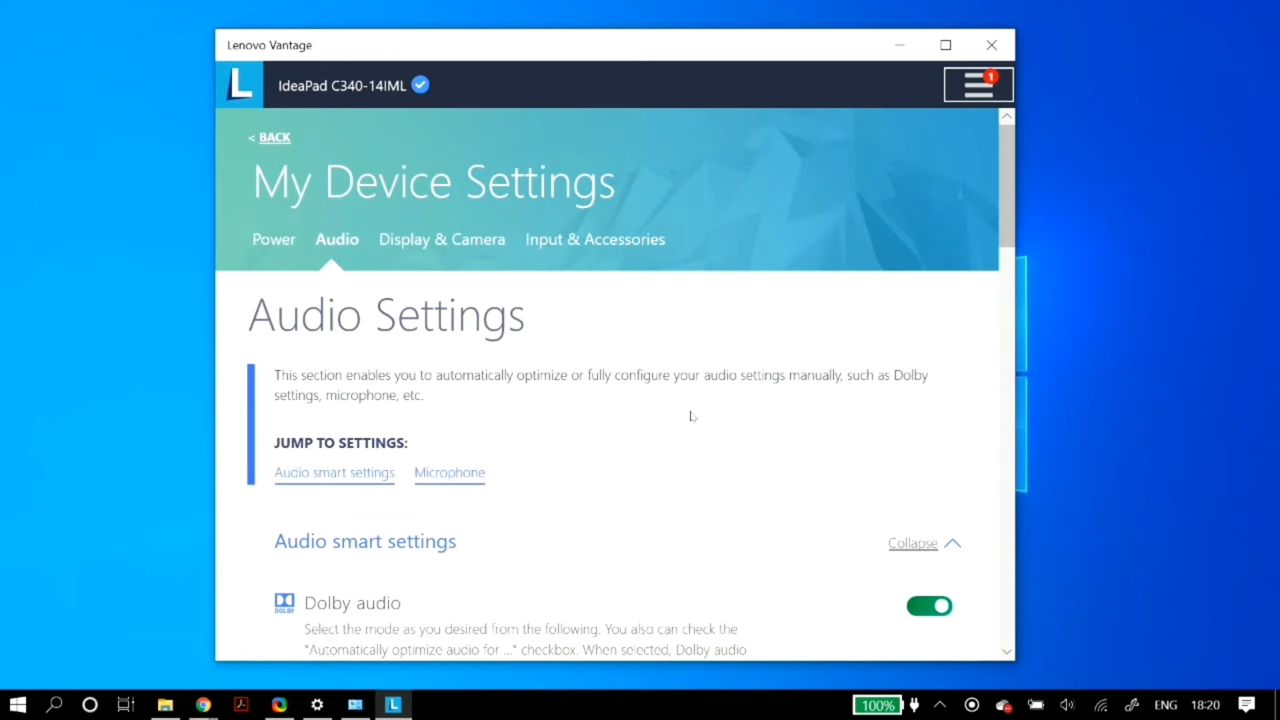 Lenovo Vantage
L IdeaPad C340-14IML 1
< BACK
My Device Settings
Power Audio Display & Camera Input & Accessories
Audio Settings
This section enables you to automatically optimize or fully configure your audio settings manually, such as Dolby
settings, microphone, etc.
JUMP TO SETTINGS:
Audio smart settings Microphone
Audio smart settings Collapse
DOLBY Dolby audio
Select the mode as you desired from the following. You also can check the
"Automatically optimize audio for ..." checkbox. When selected, Dolby audio
100% ENG 18:20